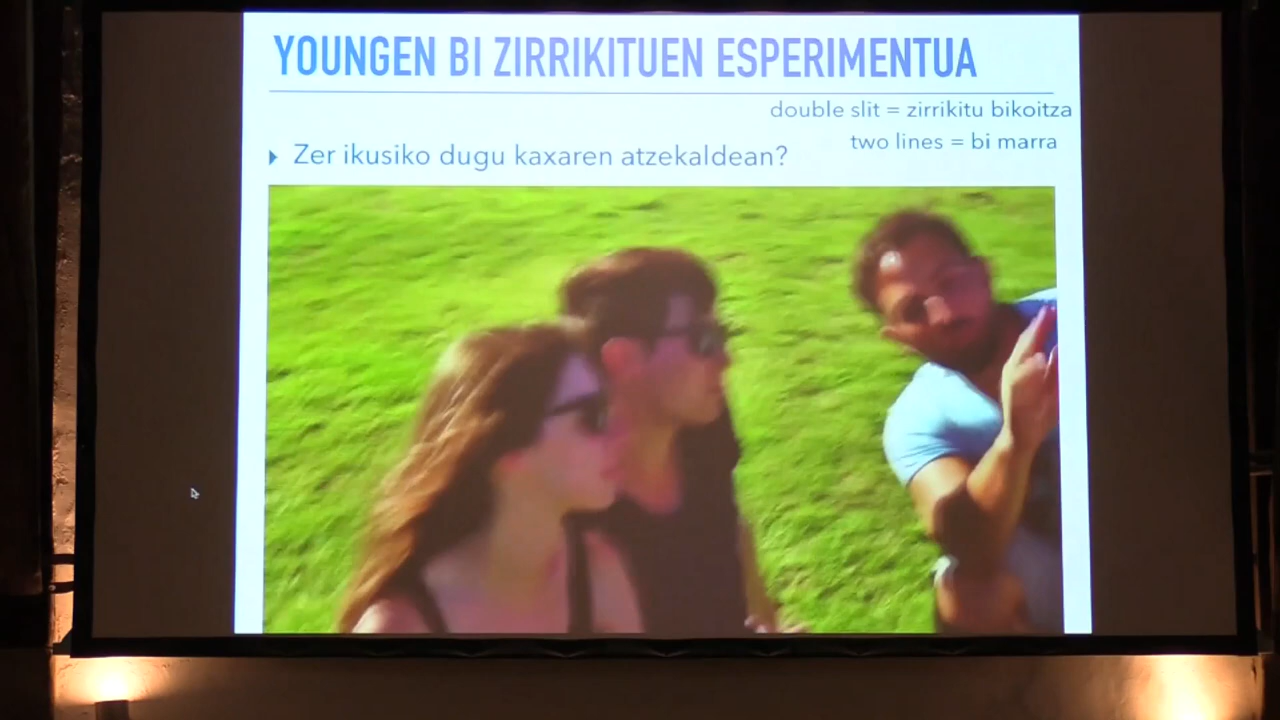 YOUNGEN BI ZIRRIKITUEN ESPERIMENTUA
double slit = zirrikitu bikoitza
two lines = bi marra
Zer ikusiko dugu kaxaren atzekaldean?